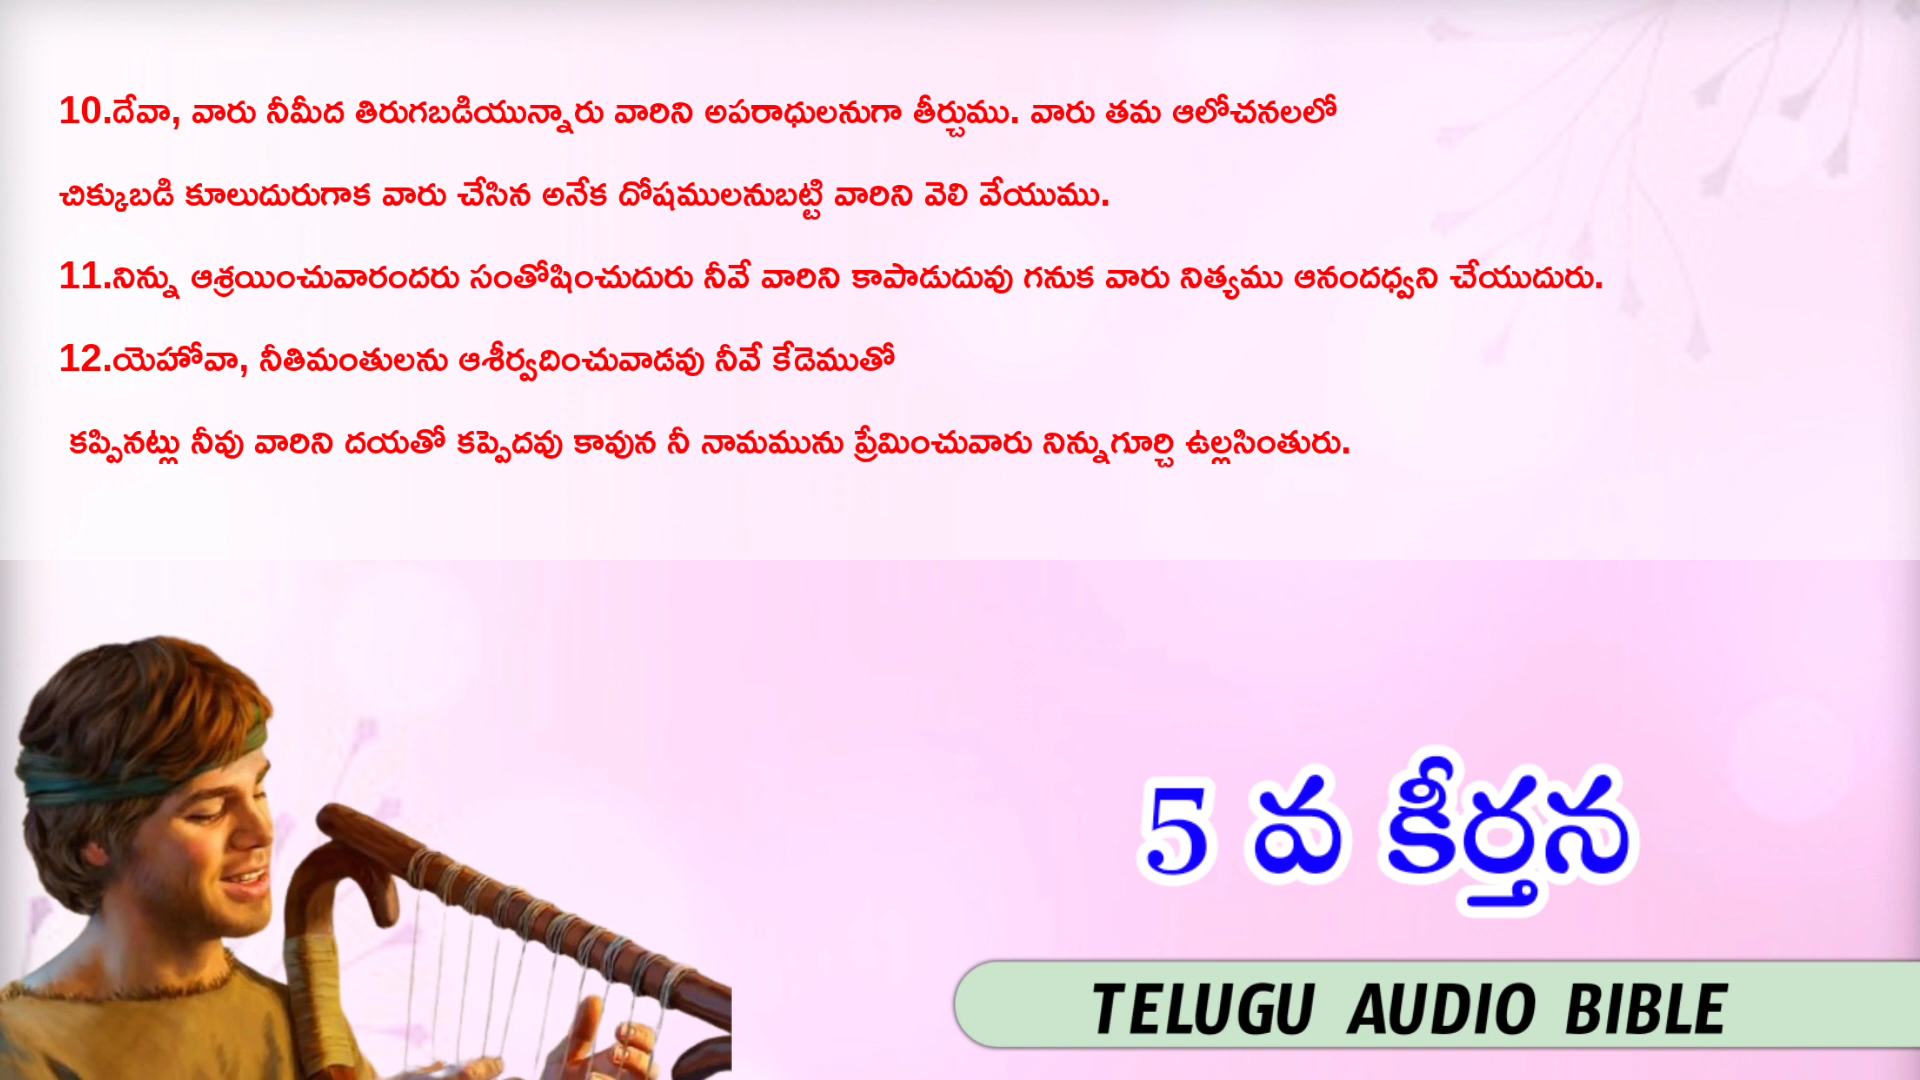 10.దేవా, వారు నీమీద తిరుగబడియున్నారు వారిని అపరాధులనుగా తీర్చుము. వారు తమ ఆలోచనలలో
చిక్కుబడి కూలుదురుగాక వారు చేసిన అనేక దోషములనుబట్టి వారిని వెలి వేయుము.
11.నిన్ను ఆశ్రయించువారందరు సంతోషించుదురు నీవే వారిని కాపాడుదువు గనుక వారు నిత్యము ఆనందధ్వని చేయుదురు.
12.యెహోవా, నీతిమంతులను ఆశీర్వదించువాడవు నీవే కేడెముతో
కప్పినట్లు నీవు వారిని దయతో కప్పెదవు కావున నీ నామమును ప్రేమించువారు నిన్నుగూర్చి ఉల్లసింతురు.
5 వ కీర్తన
TELUGU AUDIO BIBLE